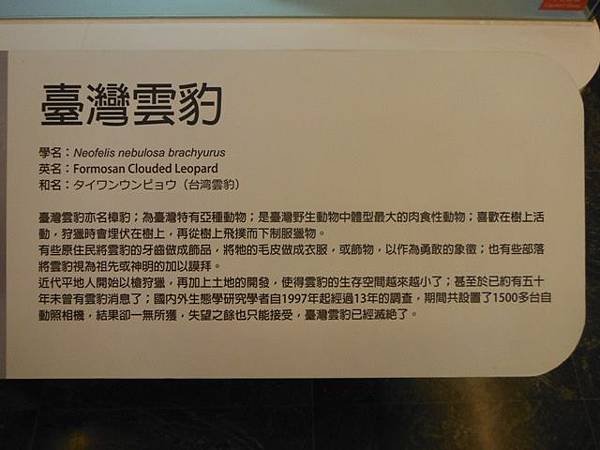 臺灣雲豹
學名：Neofelis nebulosa brachyurus
英名：Formosan Clouded Leopard
和名：タイワンウンピョウ（台湾雲豹）
臺灣雲豹亦名樟豹；為臺灣特有亞種動物；是臺灣野生動物中體型最大的肉食性動物；喜歡在樹上活
動，狩獵時會埋伏在樹上，再從樹上飛撲而下制服獵物。
有些原住民將雲豹的牙齒做成飾品，將牠的毛皮做成衣服，或飾物，以作為勇敢的象徵；也有些部落
將雲豹視為祖先或神明的加以膜拜。
近代平地人開始以槍狩獵，再加上土地的開發，使得雲豹的生存空間越來越小了；甚至於已約有五十
年未曾有雲豹消息了；國內外生態學研究學者自1997年起經過13年的調查，期間共設置了1500多台自
動照相機，結果卻一無所獲，失望之餘也只能接受，臺灣雲豹已經滅絕了。